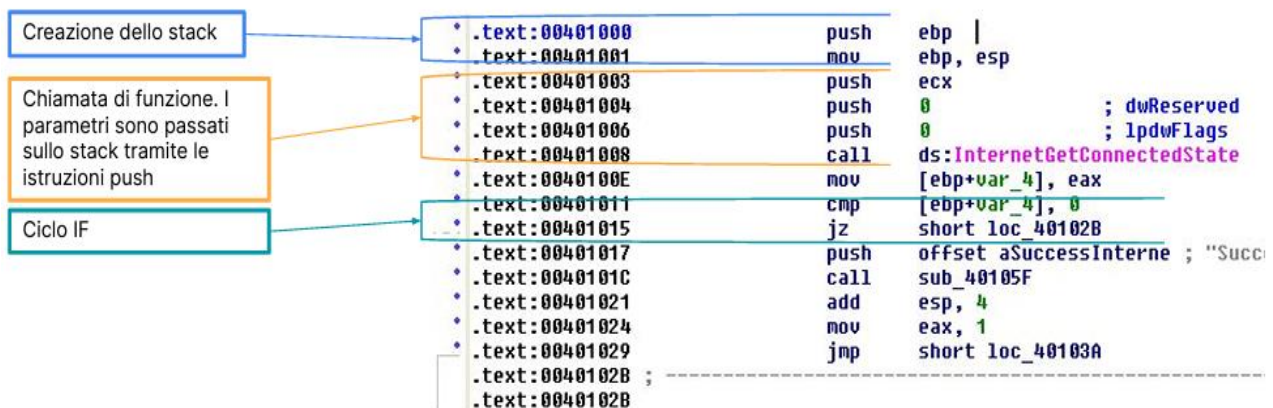 Creazione dello stack
Chiamata di funzione. I
parametri sono passati
sullo stack tramite le
istruzioni push
Ciclo IF
.text:00401000 push ebp
.text:00401001 mov ebp, esp
.text:00401003 push ecx
.text:00401004 push 0 ; dwReserved
.text:00401006 push 0 ; lpdwFlags
.text:00401008 call ds:InternetGetConnectedState
.text:0040100E mov [ebp+var_4], eax
.text:00401011 cmp [ebp+var_4], 0
.text:00401015 jz short loc_40102B
.text:00401017 push offset aSuccessInterne ; "Succe
.text:0040101C call sub_40105F
.text:00401021 add esp, 4
.text:00401024 mov eax, 1
.text:00401029 jmp short loc_40103A
.text:0040102B ; ---------------------------------------------------------------
.text:0040102B